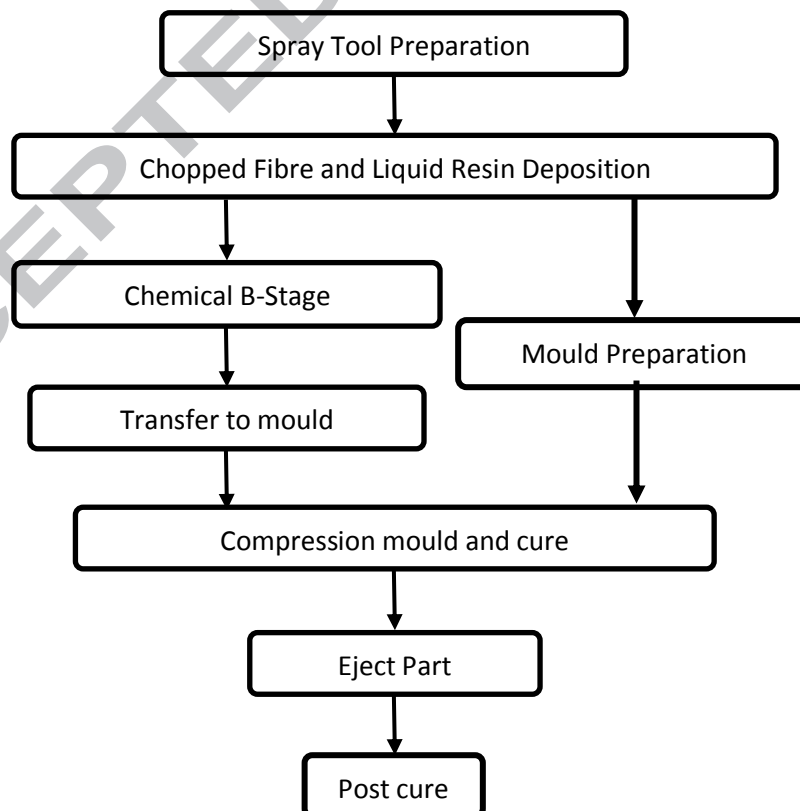 Spray Tool Preparation
Chopped Fibre and Liquid Resin Deposition
Chemical B-Stage
Mould Preparation
Transfer to mould
Compression mould and cure
Eject Part
Post cure